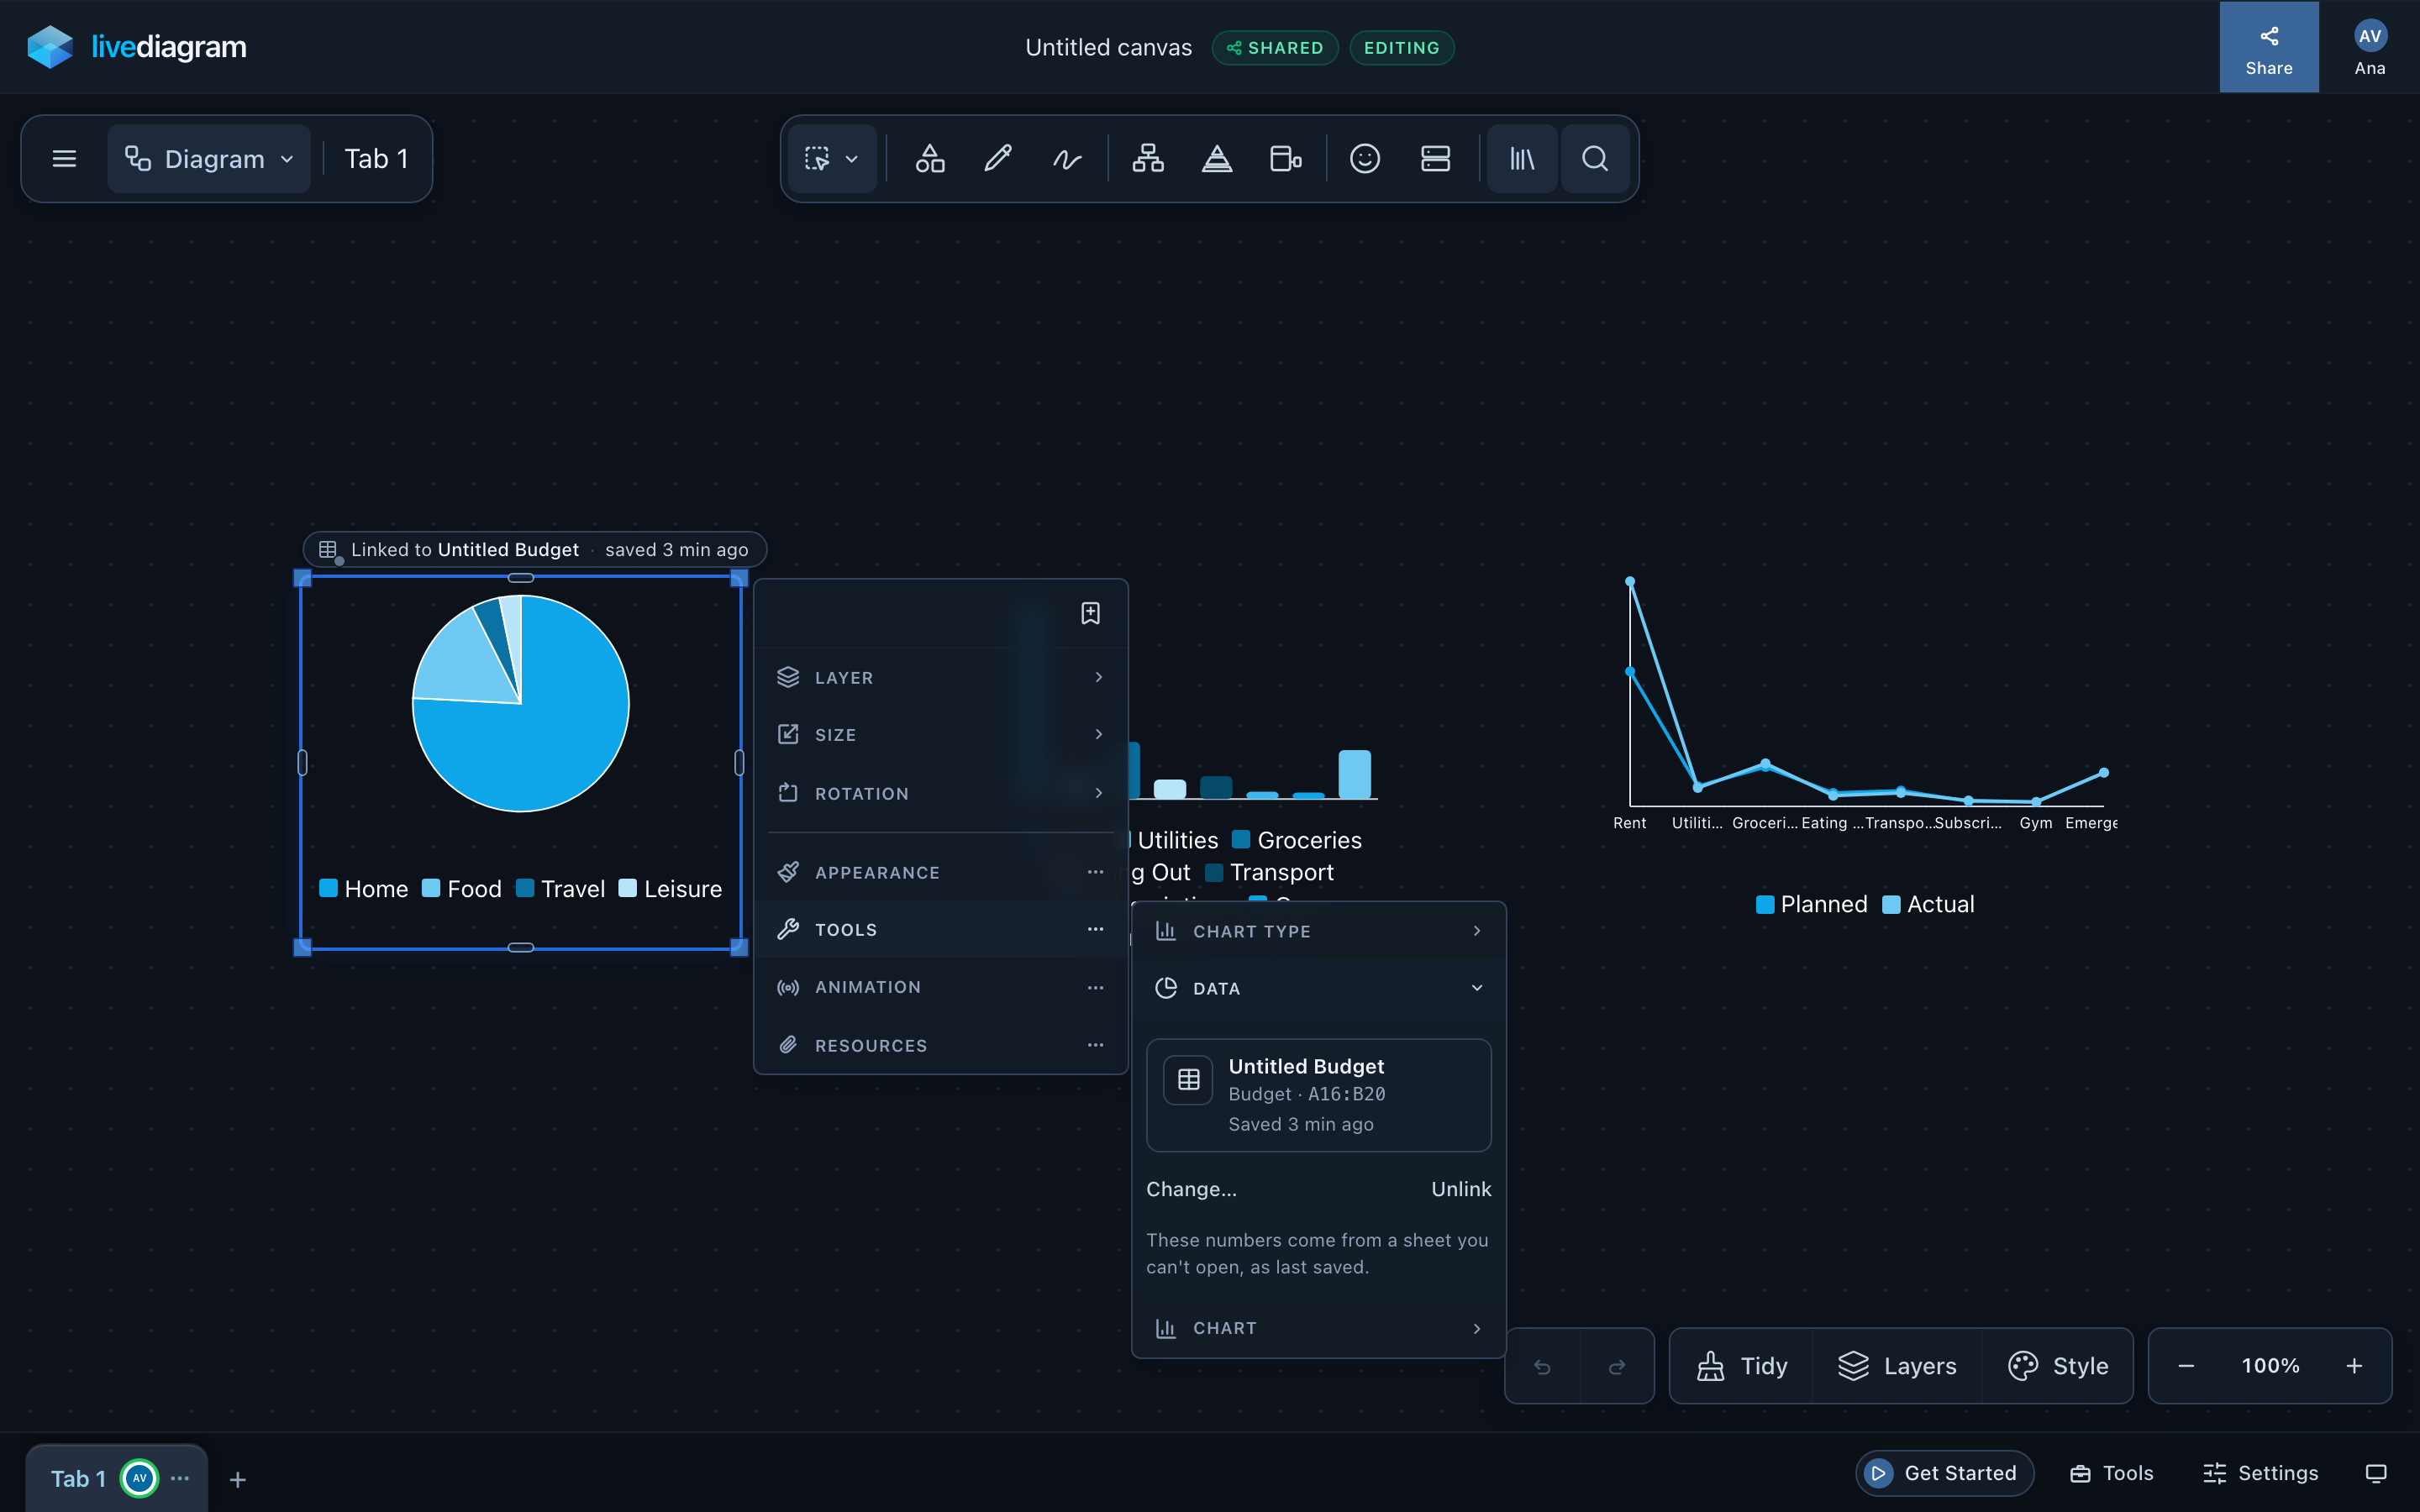 livediagram
Untitled canvas
SHARED
EDITING
Share
AV
Ana
Diagram
Tab 1
Linked to Untitled Budget · saved 3 min ago
Home Food Travel Leisure
LAYER
SIZE
ROTATION
APPEARANCE
TOOLS
ANIMATION
RESOURCES
Utilities Groceries
g Out Transport
CHART TYPE
DATA
Untitled Budget
Budget · A16:B20
Saved 3 min ago
Change... Unlink
These numbers come from a sheet you
can't open, as last saved.
CHART
Rent Utiliti... Groceri... Eating ... Transpo... Subscri... Gym Emerge
Planned Actual
Tidy
Layers
Style
100%
Tab 1
AV
Get Started
Tools
Settings